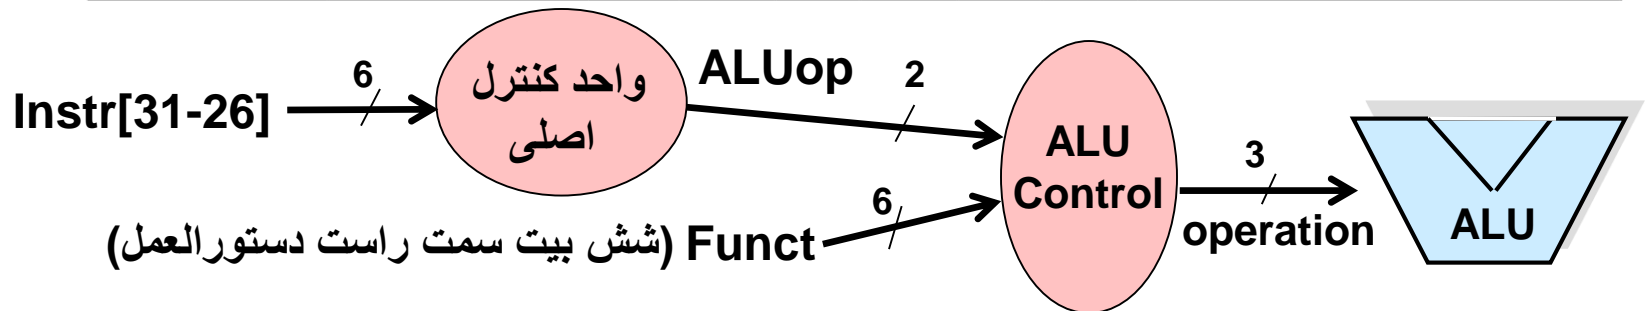 Instr[31-26]
6
واحد کنترل
اصلی
ALUop
2
Funct (شش بیت سمت راست دستورالعمل)
6
ALU
Control
3
operation
ALU